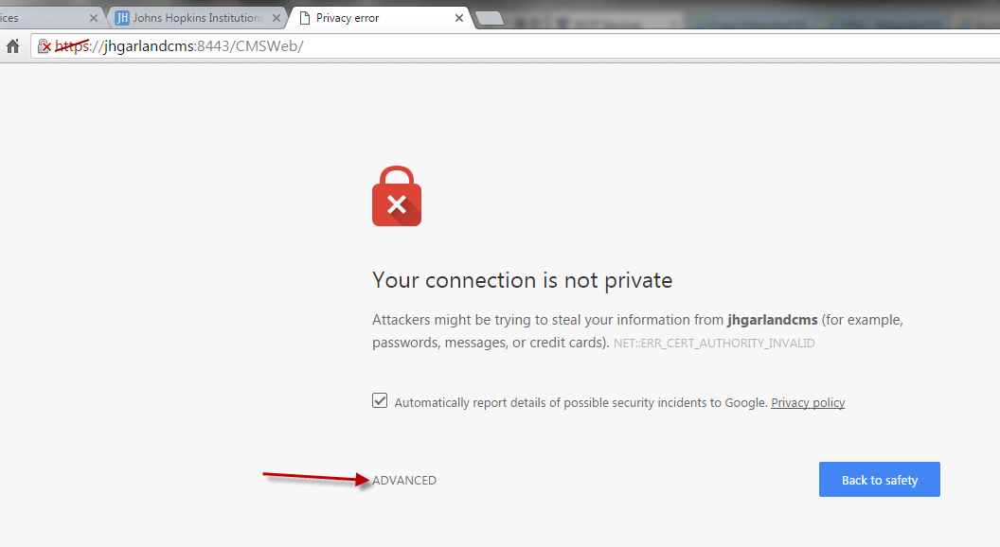 ices
Johns Hopkins Institutions
Privacy error
https://jhgarlandcms:8443/CMSWeb/
Your connection is not private
Attackers might be trying to steal your information from jhgarlandcms (for example,
passwords, messages, or credit cards). NET::ERR_CERT_AUTHORITY_INVALID
Automatically report details of possible security incidents to Google. Privacy policy
ADVANCED
Back to safety